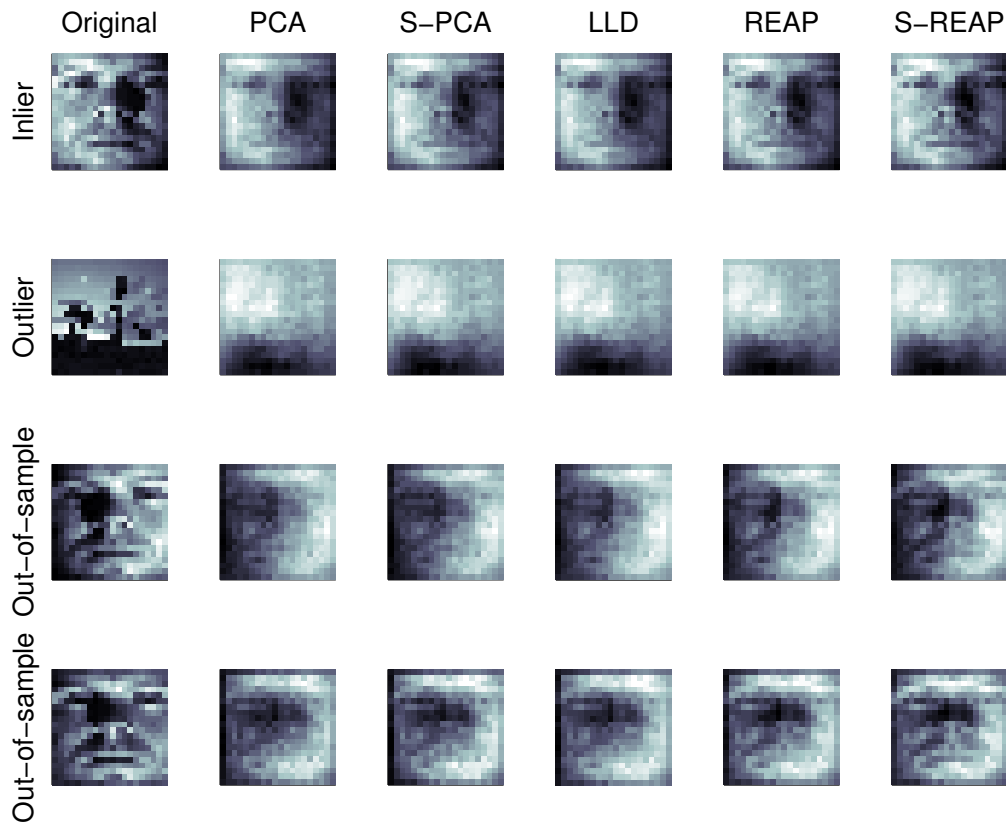 Original PCA S−PCA LLD REAP S−REAP
Inlier
Outlier
Out−of−sample
Out−of−sample